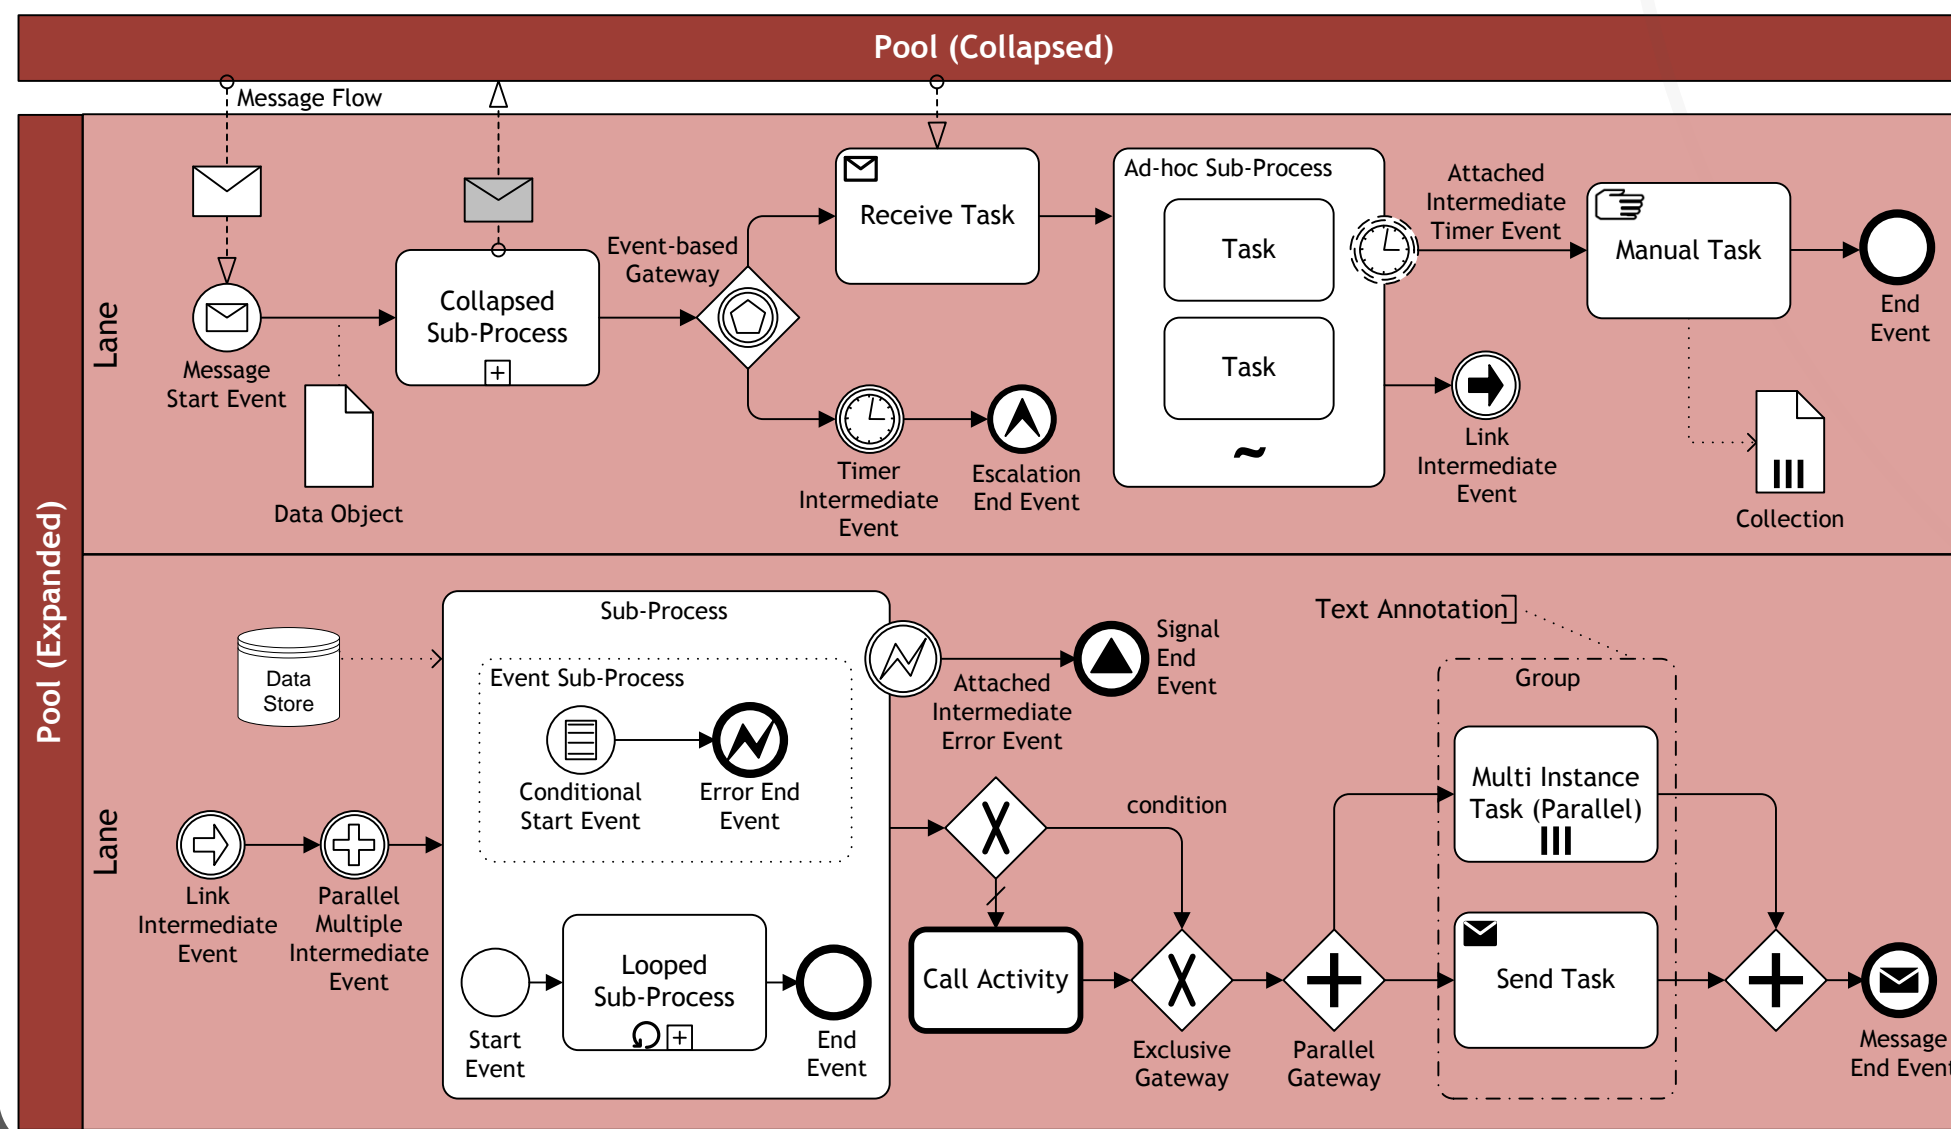 Pool (Collapsed)
Message Flow
Pool (Expanded)
Lane
Message
Start Event
Data Object
Collapsed
Sub-Process
Event-based
Gateway
Receive Task
Timer
Intermediate
Event
Escalation
End Event
Ad-hoc Sub-Process
Task
Task
Attached
Intermediate
Timer Event
Link
Intermediate
Event
Manual Task
Collection
End
Event
Lane
Data
Store
Link
Intermediate
Event
Parallel
Multiple
Intermediate
Event
Sub-Process
Event Sub-Process
Conditional
Start Event
Error End
Event
Start
Event
Looped
Sub-Process
End
Event
Attached
Intermediate
Error Event
Signal
End
Event
condition
Call Activity
Exclusive
Gateway
Parallel
Gateway
Text Annotation
Group
Multi Instance
Task (Parallel)
Send Task
Message
End Event